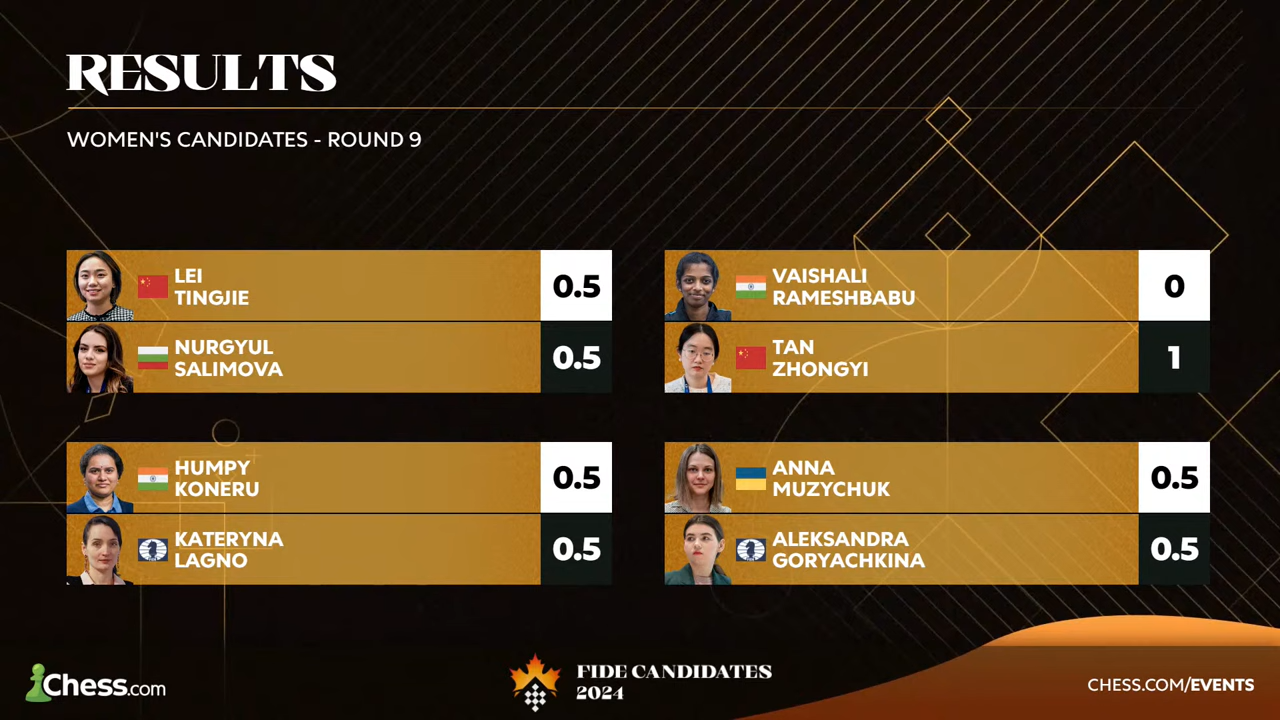 RESULTS
WOMEN'S CANDIDATES - ROUND 9
LEI
TINGJIE
0.5
NURGYUL
SALIMOVA
0.5
VAISHALI
RAMESHBABU
0
TAN
ZHONGYI
1
HUMPY
KONERU
0.5
KATERYNA
LAGNO
0.5
ANNA
MUZYCHUK
0.5
ALEKSANDRA
GORYACHKINA
0.5
Chess.com
FIDE CANDIDATES
2024
CHESS.COM/EVENTS